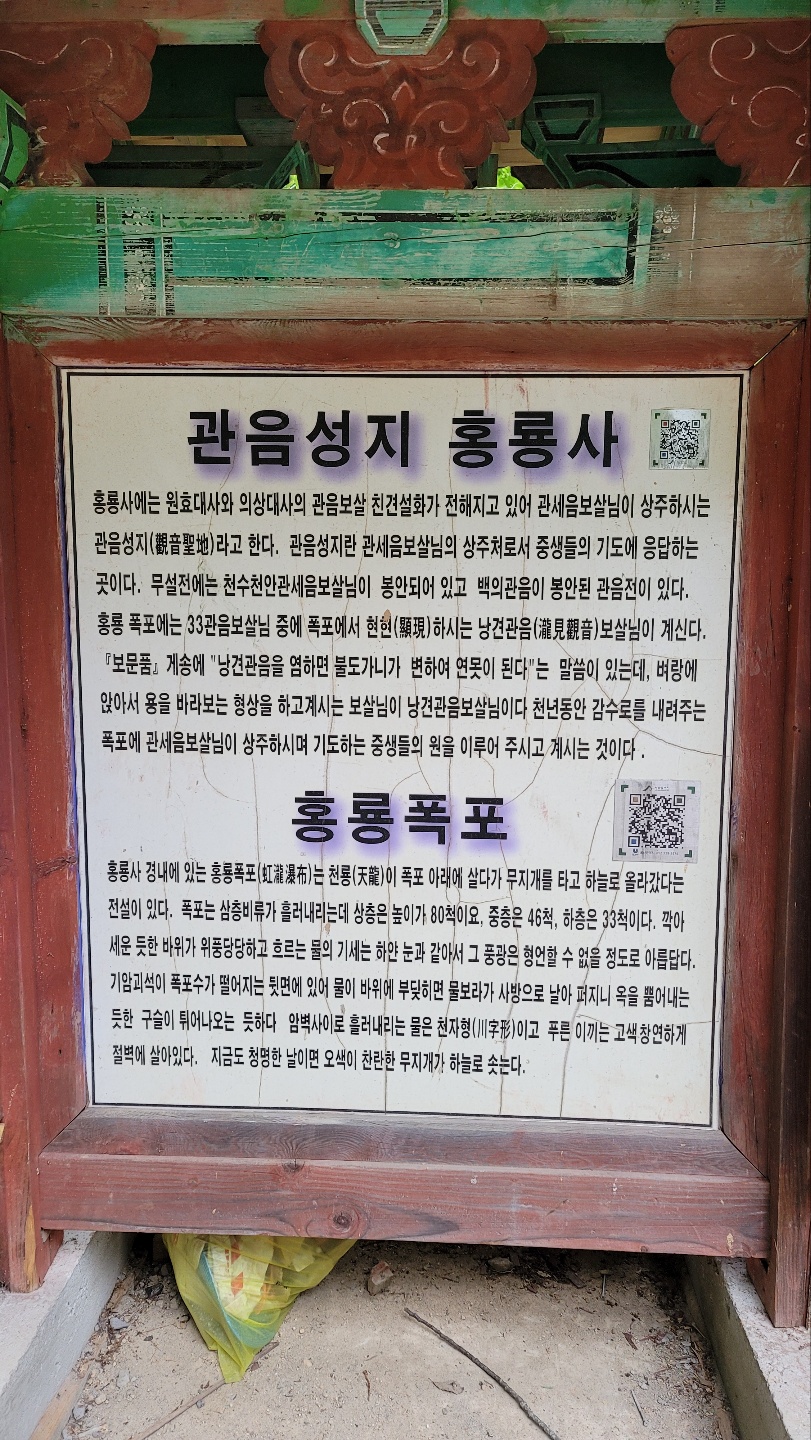 관음성지 홍룡사
홍룡사에는 원효대사와 의상대사의 관음보살 친견설화가 전해지고 있어 관세음보살님이 상주하시는
관음성지(觀音聖地)라고 한다. 관음성지란 관세음보살님의 상주처로서 중생들의 기도에 응답하는
곳이다. 무설전에는 천수천안관세음보살님이 봉안되어 있고 백의관음이 봉안된 관음전이 있다.
홍룡 폭포에는 33관음보살님 중에 폭포에서 현현(顯現)하시는 낭견관음(瀧見觀音)보살님이 계신다.
『보문품』게송에 "낭견관음을 염하면 불도가니가 변하여 연못이 된다"는 말씀이 있는데, 벼랑에
앉아서 용을 바라보는 형상을 하고계시는 보살님이 낭견관음보살님이다 천년동안 감수로를 내려주는
폭포에 관세음보살님이 상주하시며 기도하는 중생들의 원을 이루어 주시고 계시는 것이다.
홍룡폭포
홍룡사 경내에 있는 홍룡폭포(虹瀧瀑布)는 천룡(天龍)이 폭포 아래에 살다가 무지개를 타고 하늘로 올라갔다는
전설이 있다. 폭포는 삼층비류가 흘러내리는데 상층은 높이가 80척이요, 중층은 46척, 하층은 33척이다. 깍아
세운 듯한 바위가 위풍당당하고 흐르는 물의 기세는 하얀 눈과 같아서 그 풍광은 형언할 수 없을 정도로 아릅답다.
기암괴석이 폭포수가 떨어지는 뒷면에 있어 물이 바위에 부딪히면 물보라가 사방으로 날아 퍼지니 옥을 뿜어내는
듯한 구슬이 튀어나오는 듯하다 암벽사이로 흘러내리는 물은 천자형(川字形)이고 푸른 이끼는 고색창연하게
절벽에 살아있다. 지금도 청명한 날이면 오색이 찬란한 무지개가 하늘로 솟는다.